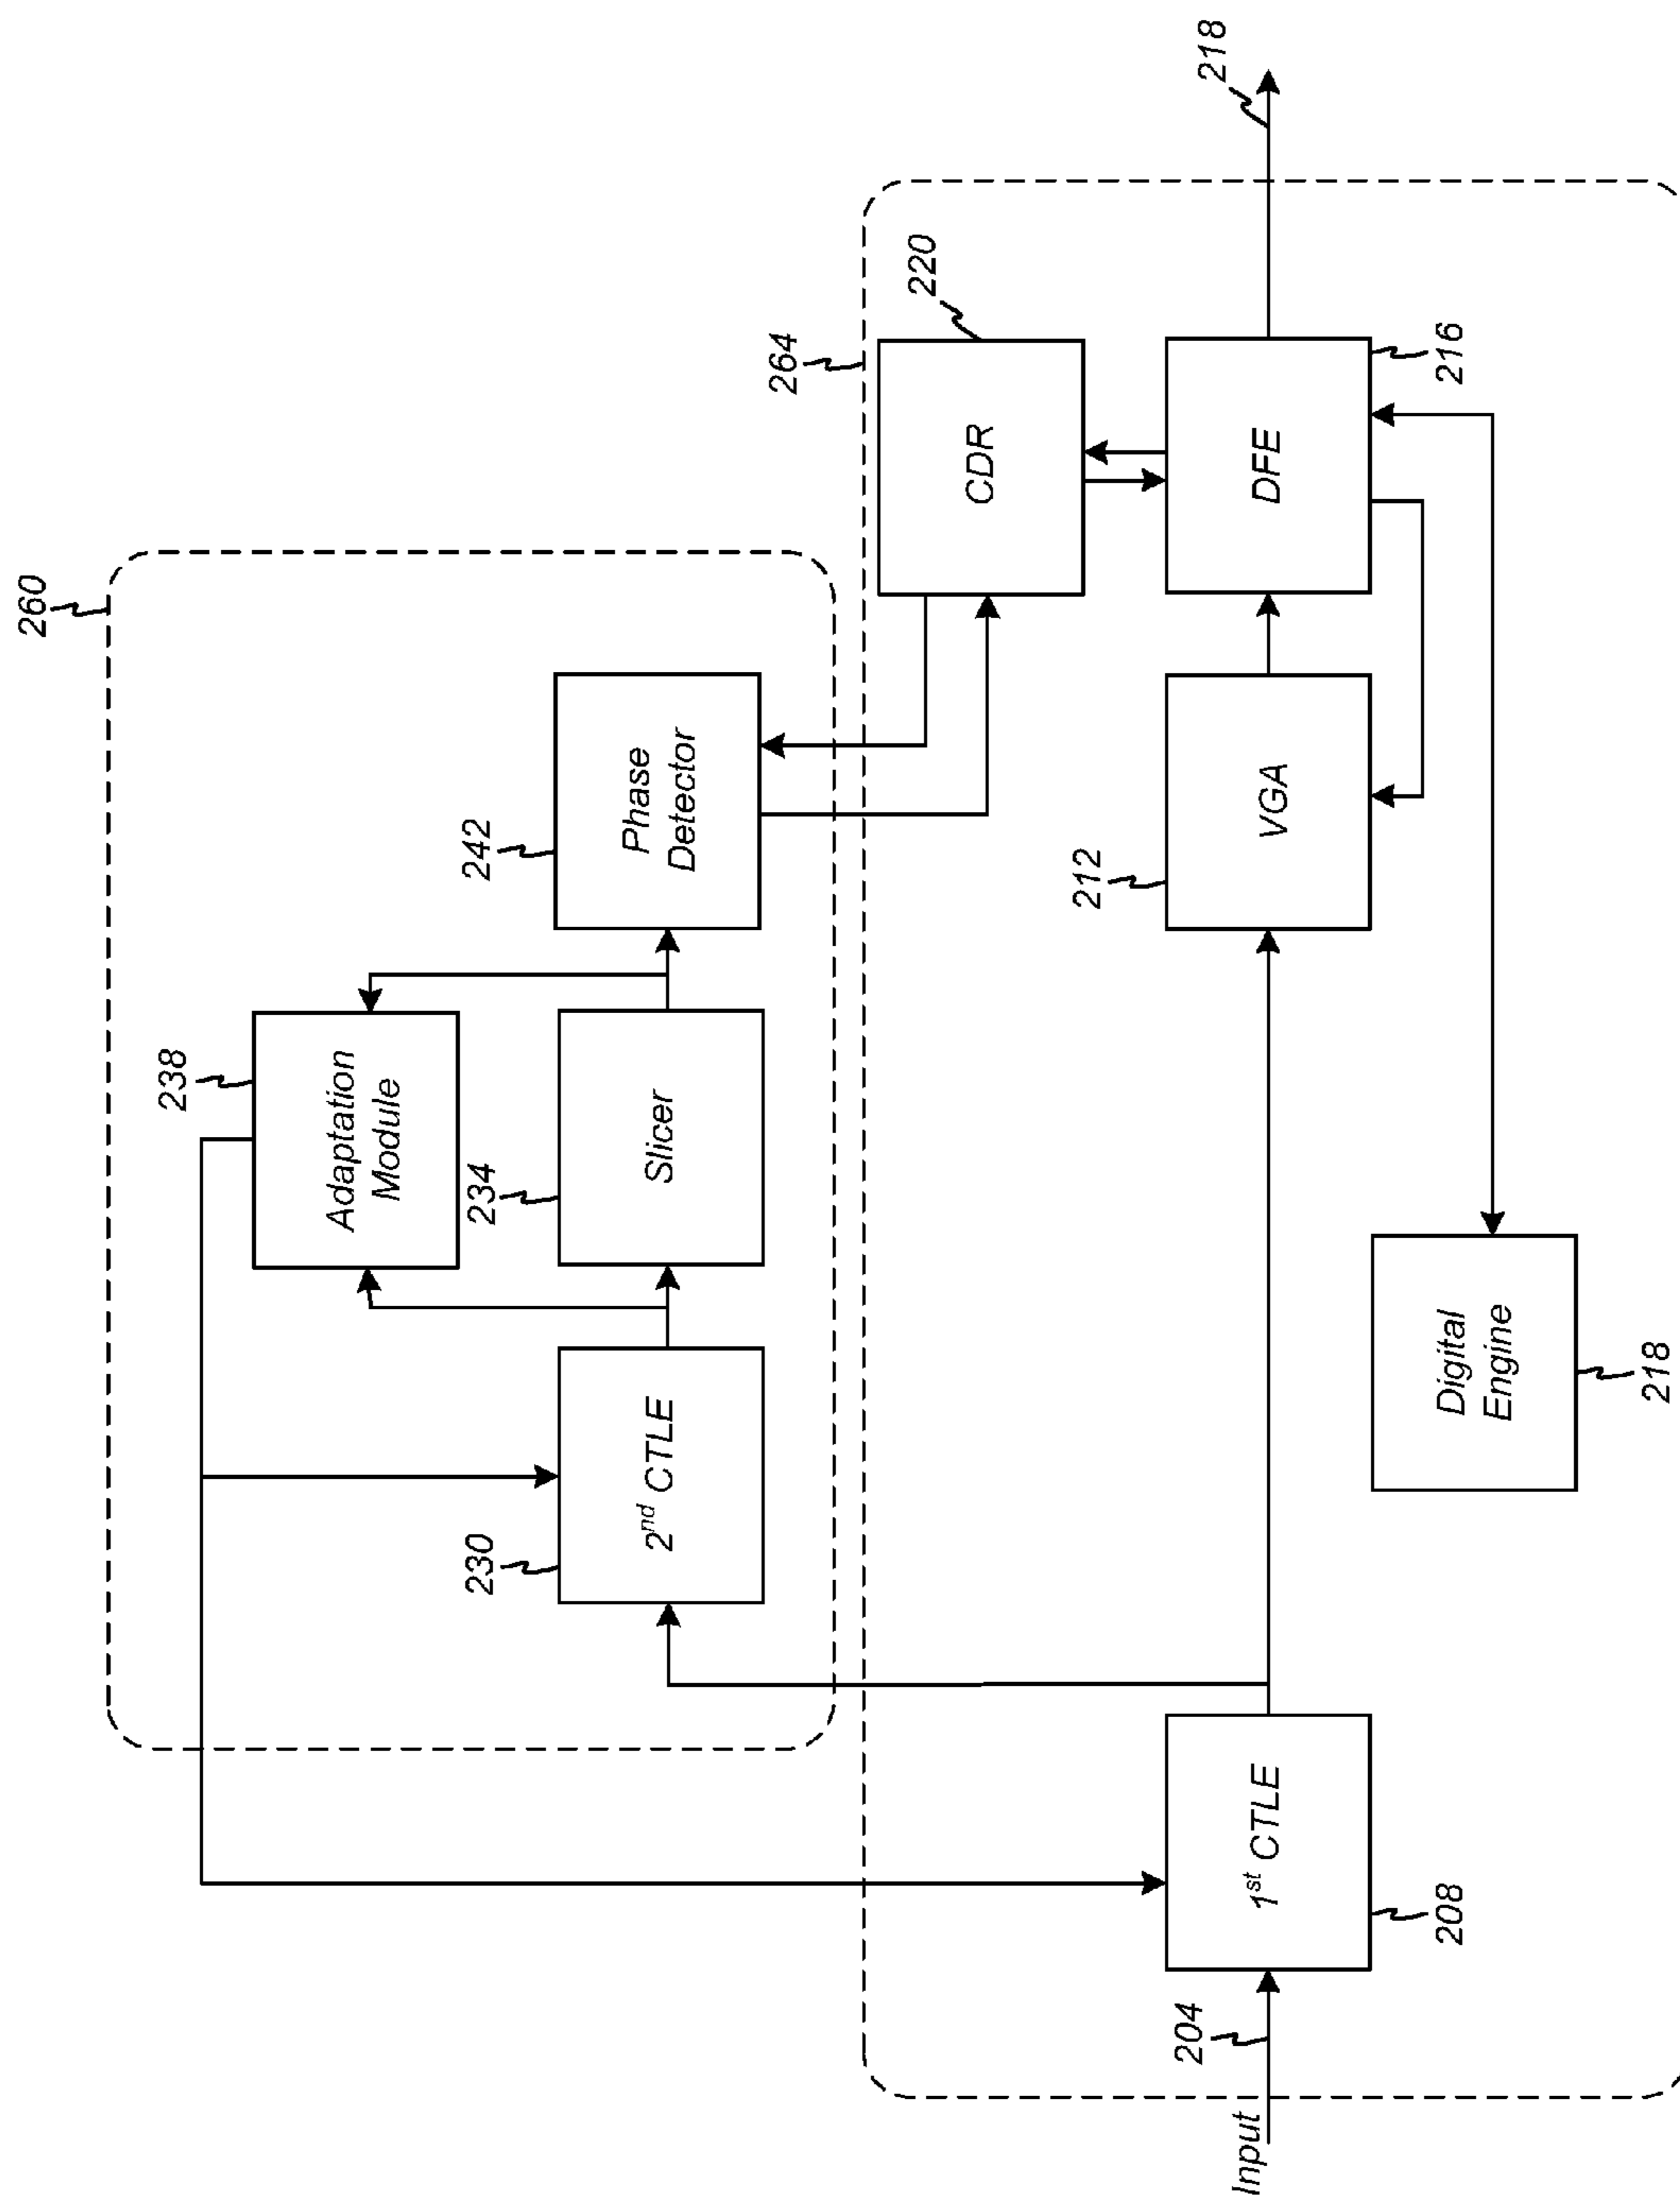 260
238
Adaptation
Module
230
2nd CTLE
234
Slicer
242
Phase
Detector
264
220
CDR
Input
204
1st CTLE
208
212
VGA
DFE
216
218
Digital
Engine
218